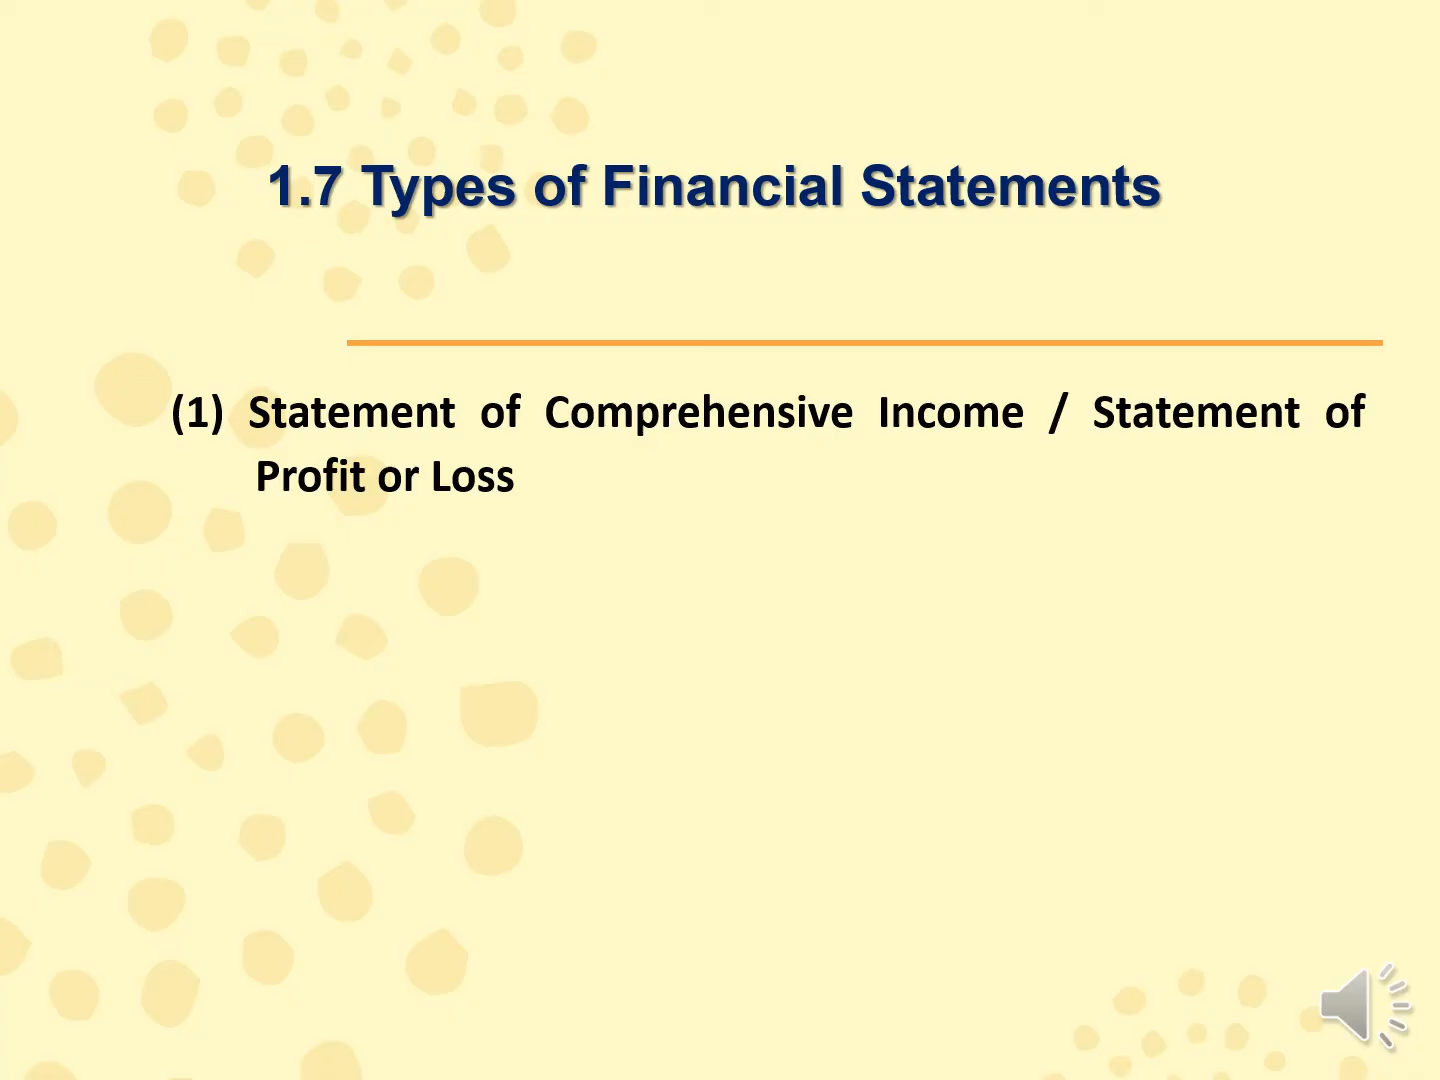 1.7 Types of Financial Statements
(1) Statement of Comprehensive Income / Statement of
Profit or Loss